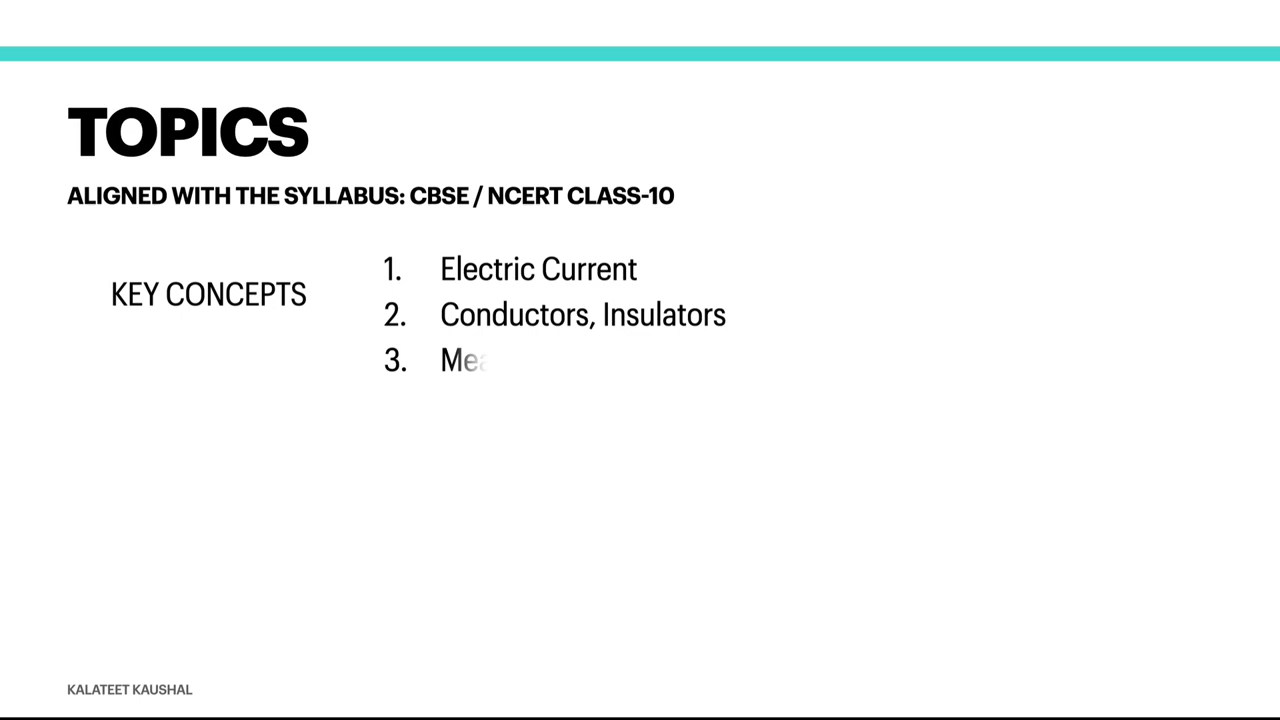 TOPICS
ALIGNED WITH THE SYLLABUS: CBSE / NCERT CLASS-10
KEY CONCEPTS
1. Electric Current
2. Conductors, Insulators
3. Mea
KALATEET KAUSHAL